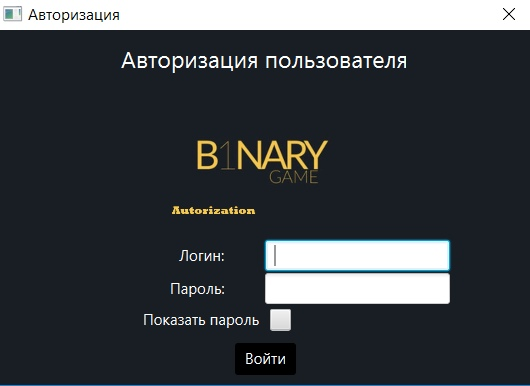 Авторизация
Авторизация пользователя
B1NARY
GAME
Autorization
Логин:
Пароль:
Показать пароль
Войти